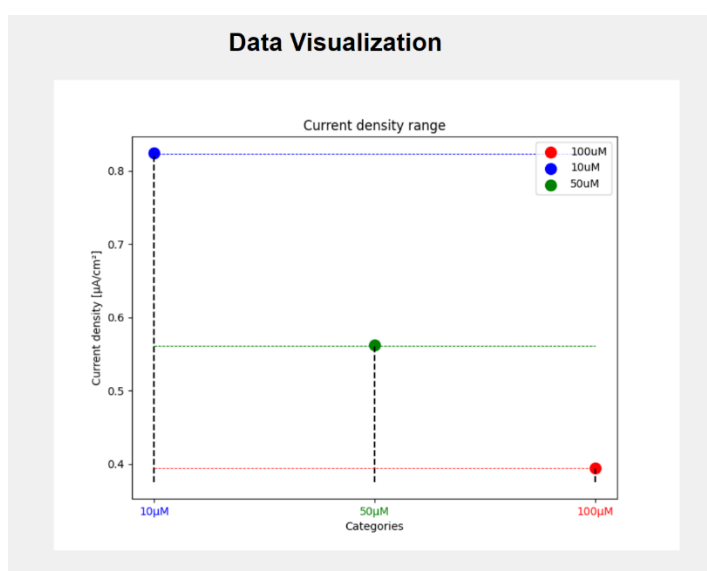 Data Visualization
Current density range
100uM
10uM
50uM
Current density [µA/cm²]
0.8
0.7
0.6
0.5
0.4
10µM
50µM
100µM
Categories